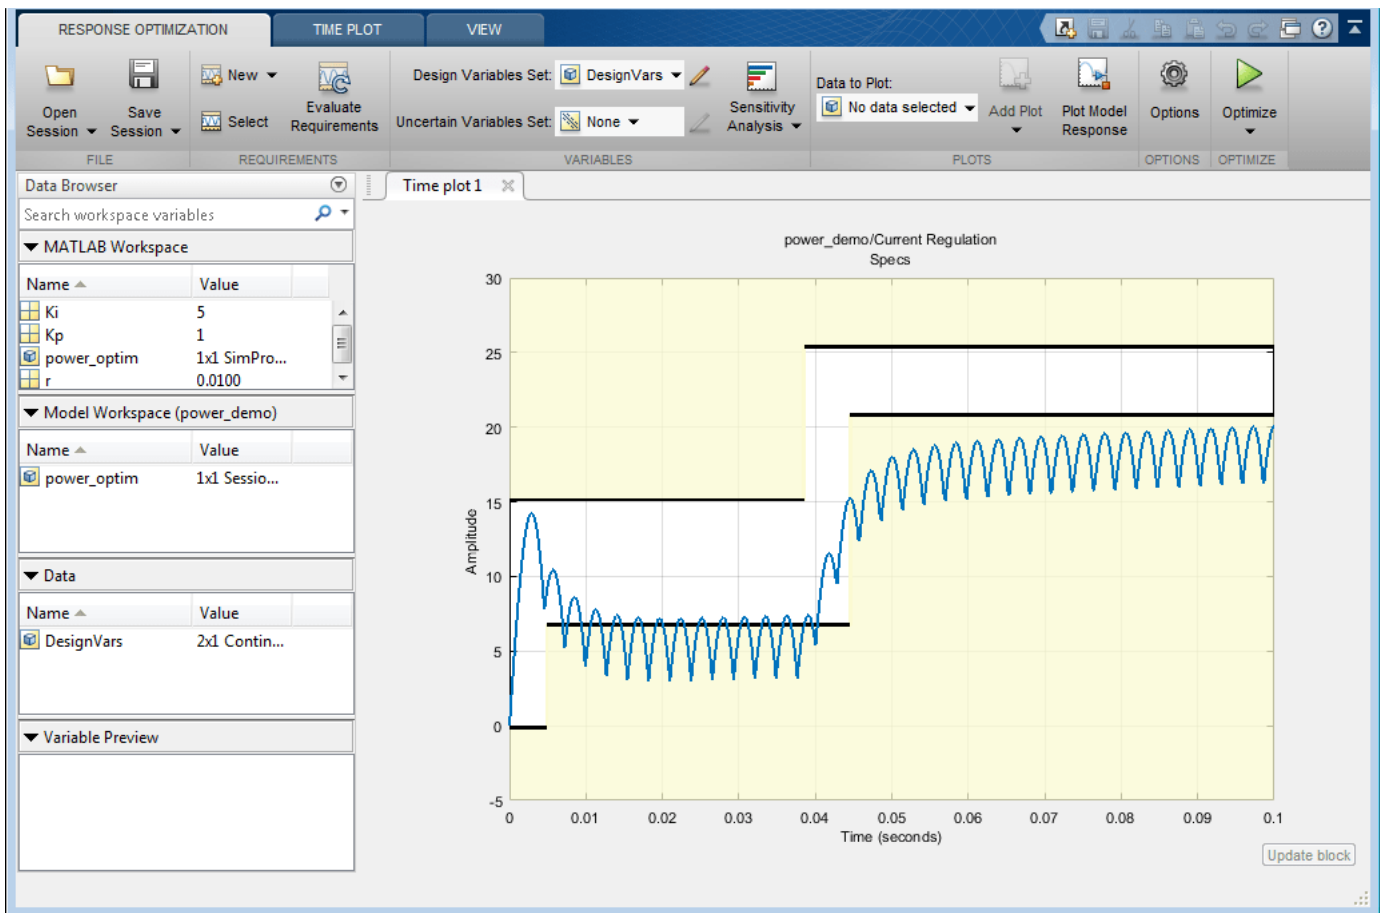 RESPONSE OPTIMIZATION TIME PLOT VIEW
Open Session
Save Session
New
Select
Evaluate Requirements
Design Variables Set: DesignVars
Uncertain Variables Set: None
Sensitivity Analysis
Data to Plot:
No data selected
Add Plot
Plot Model Response
Options
Optimize
FILE REQUIREMENTS VARIABLES PLOTS OPTIONS OPTIMIZE
Data Browser
Search workspace variables
MATLAB Workspace
Name Value
Ki 5
Kp 1
power_optim 1x1 SimPro...
r 0.0100
Model Workspace (power_demo)
Name Value
power_optim 1x1 Sessio...
Data
Name Value
DesignVars 2x1 Contin...
Variable Preview
Time plot 1
power_demo/Current Regulation
Specs
30
25
20
15
10
5
0
-5
Amplitude
0 0.01 0.02 0.03 0.04 0.05 0.06 0.07 0.08 0.09 0.1
Time (seconds)
Update block